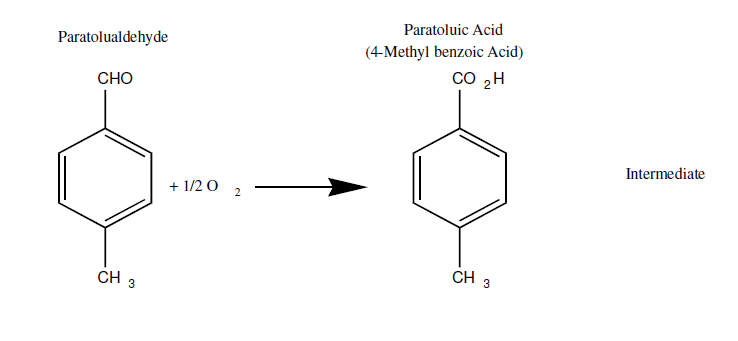 Paratolualdehyde
Paratoluic Acid
(4-Methyl benzoic Acid)
CHO
CO 2H
+ 1/2 O 2
Intermediate
CH 3
CH 3